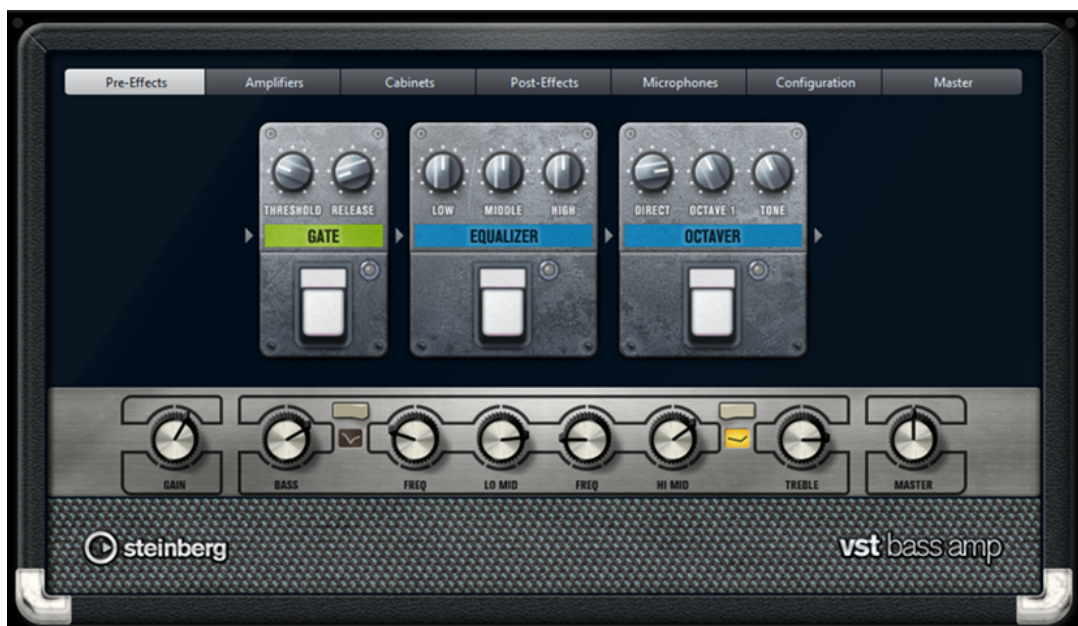 Pre-Effects Amplifiers Cabinets Post-Effects Microphones Configuration Master
THRESHOLD RELEASE LOW MIDDLE HIGH DIRECT OCTAVE 1 TONE
GATE EQUALIZER OCTAVER
GAIN BASS FREQ LO MID FREQ HI MID TREBLE MASTER
steinberg vst bass amp